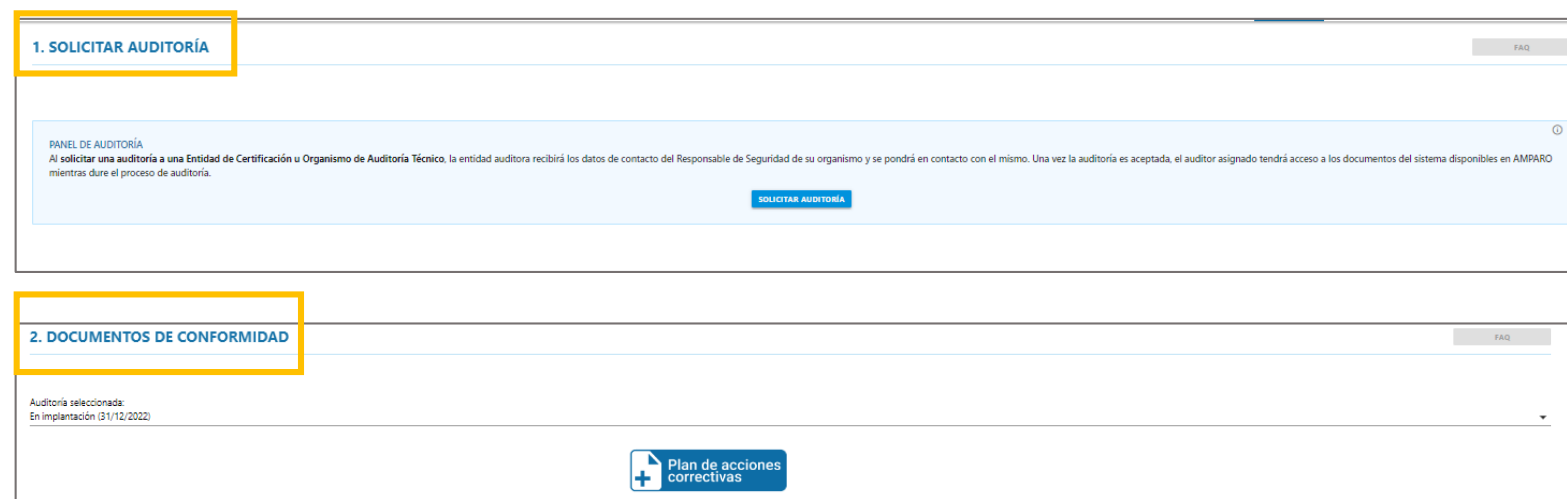 1. SOLICITAR AUDITORÍA
FAQ
PANEL DE AUDITORÍA
Al solicitar una auditoría a una Entidad de Certificación u Organismo de Auditoría Técnico, la entidad auditora recibirá los datos de contacto del Responsable de Seguridad de su organismo y se pondrá en contacto con el mismo. Una vez la auditoría es aceptada, el auditor asignado tendrá acceso a los documentos del sistema disponibles en AMPARO
mientras dure el proceso de auditoría.
SOLICITAR AUDITORÍA
2. DOCUMENTOS DE CONFORMIDAD
FAQ
Auditoría seleccionada:
En implantación (31/12/2022)
Plan de acciones
correctivas